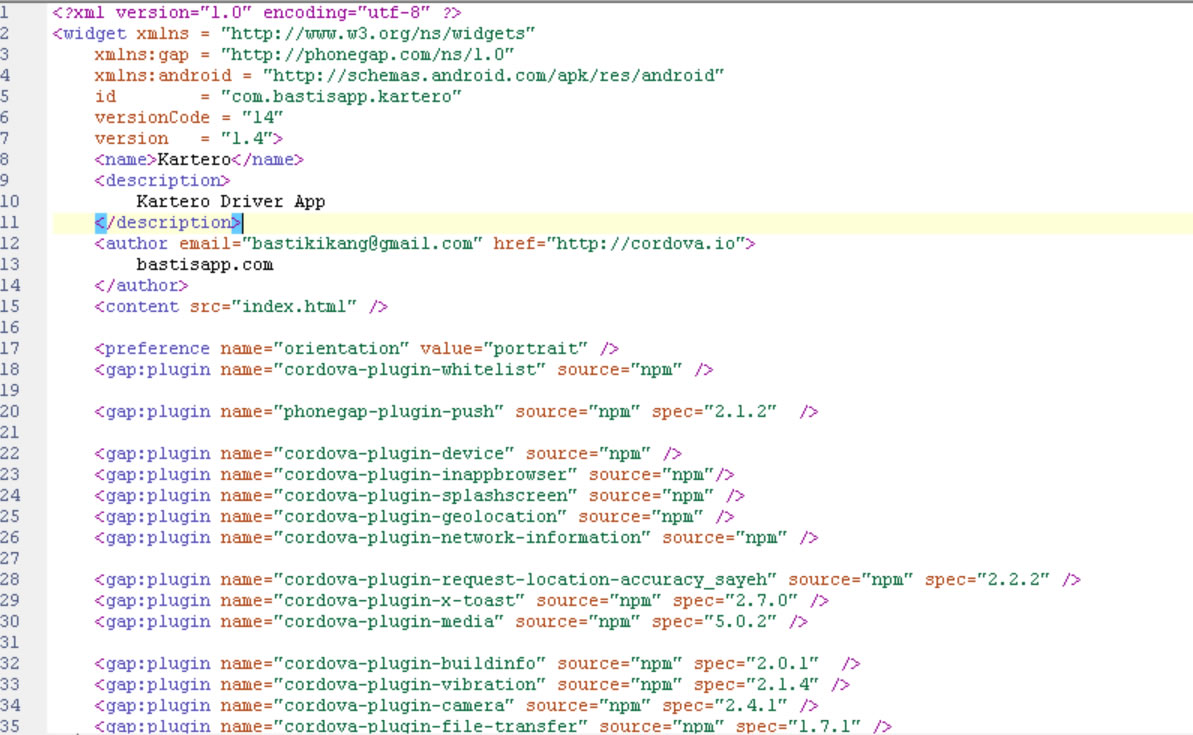 1 <?xml version="1.0" encoding="utf-8" ?>
2 <widget xmlns = "http://www.w3.org/ns/widgets"
3 xmlns:gap = "http://phonegap.com/ns/1.0"
4 xmlns:android = "http://schemas.android.com/apk/res/android"
5 id = "com.bastisapp.kartero"
6 versionCode = "14"
7 version = "1.4">
8 <name>Kartero</name>
9 <description>
10 Kartero Driver App
11 </description>
12 <author email="bastikikang@gmail.com" href="http://cordova.io">
13 bastisapp.com
14 </author>
15 <content src="index.html" />
16
17 <preference name="orientation" value="portrait" />
18 <gap:plugin name="cordova-plugin-whitelist" source="npm" />
19
20 <gap:plugin name="phonegap-plugin-push" source="npm" spec="2.1.2" />
21
22 <gap:plugin name="cordova-plugin-device" source="npm" />
23 <gap:plugin name="cordova-plugin-inappbrowser" source="npm"/>
24 <gap:plugin name="cordova-plugin-splashscreen" source="npm" />
25 <gap:plugin name="cordova-plugin-geolocation" source="npm" />
26 <gap:plugin name="cordova-plugin-network-information" source="npm" />
27
28 <gap:plugin name="cordova-plugin-request-location-accuracy_sayeh" source="npm" spec="2.2.2" />
29 <gap:plugin name="cordova-plugin-x-toast" source="npm" spec="2.7.0" />
30 <gap:plugin name="cordova-plugin-media" source="npm" spec="5.0.2" />
31
32 <gap:plugin name="cordova-plugin-buildinfo" source="npm" spec="2.0.1" />
33 <gap:plugin name="cordova-plugin-vibration" source="npm" spec="2.1.4" />
34 <gap:plugin name="cordova-plugin-camera" source="npm" spec="2.4.1" />
35 <gap:plugin name="cordova-plugin-file-transfer" source="npm" spec="1.7.1" />